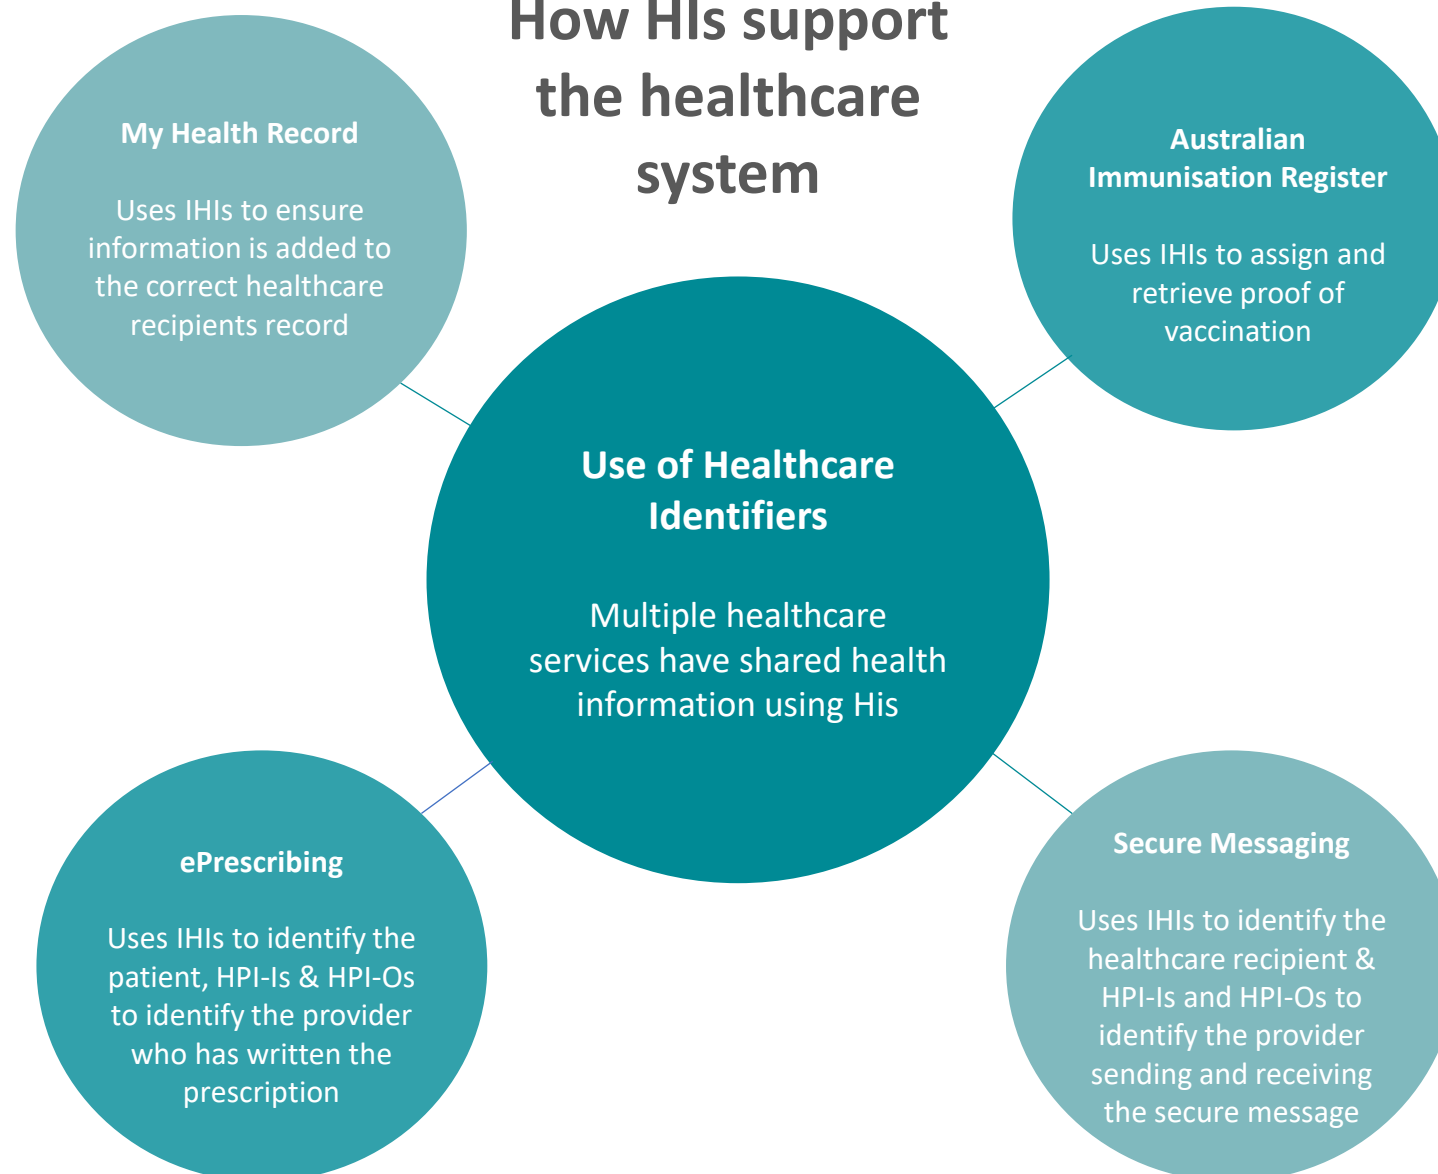 How HIs support
the healthcare
system
My Health Record
Uses IHIs to ensure
information is added to
the correct healthcare
recipients record
Australian
Immunisation Register
Uses IHIs to assign and
retrieve proof of
vaccination
Use of Healthcare
Identifiers
Multiple healthcare
services have shared health
information using His
ePrescribing
Uses IHIs to identify the
patient, HPI-Is & HPI-Os
to identify the provider
who has written the
prescription
Secure Messaging
Uses IHIs to identify the
healthcare recipient &
HPI-Is and HPI-Os to
identify the provider
sending and receiving
the secure message